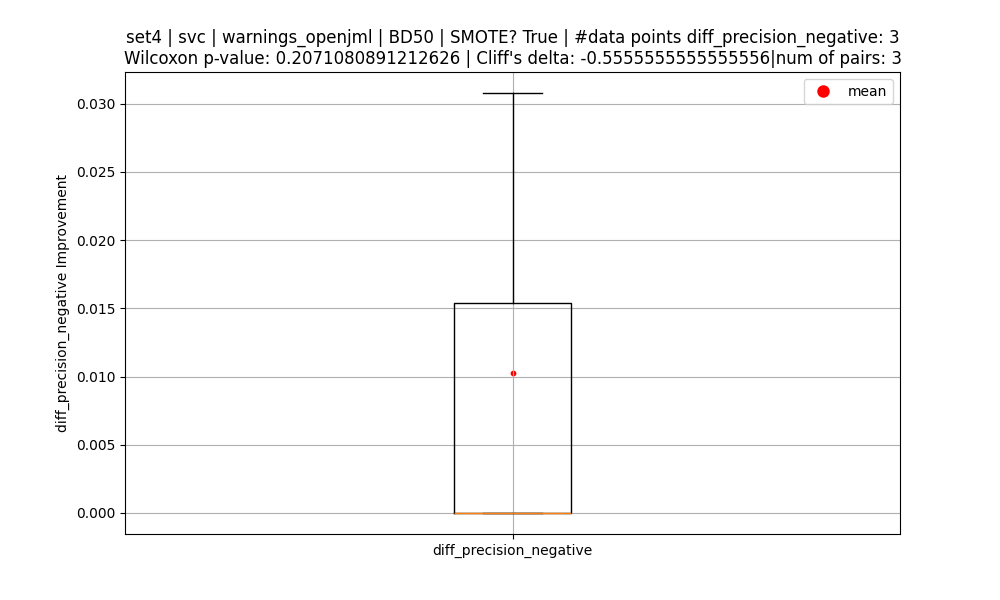 set4 | svc | warnings_openjml | BD50 | SMOTE? True | #data points diff_precision_negative: 3
Wilcoxon p-value: 0.2071080891212626 | Cliff's delta: -0.5555555555555556|num of pairs: 3
mean
0.030
0.025
0.020
0.015
0.010
0.005
0.000
diff_precision_negative Improvement
diff_precision_negative